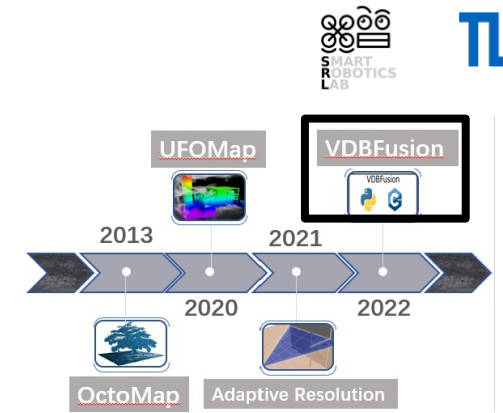 SMART
ROBOTICS
LAB
UFOMap
VDBFusion
VDBFusion
2013
2021
2020
2022
OctoMap
Adaptive Resolution